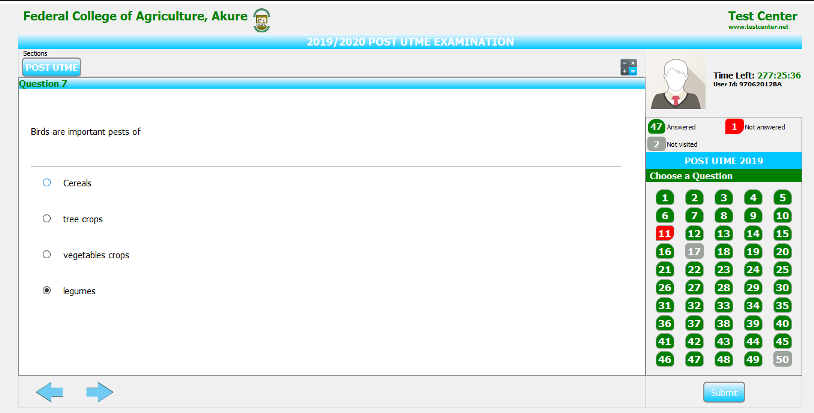 Federal College of Agriculture, Akure
Test Center
www.testcenter.net
2019/2020 POST UTME EXAMINATION
Sections
POST UTME
Question 7
Time Left: 277:25:36
User Id: 97062012BA
Birds are important pests of
Cereals
tree crops
vegetables crops
legumes
47 Answered
1 Not answered
2 Not visited
POST UTME 2019
Choose a Question
1 2 3 4 5
6 7 8 9 10
11 12 13 14 15
16 17 18 19 20
21 22 23 24 25
26 27 28 29 30
31 32 33 34 35
36 37 38 39 40
41 42 43 44 45
46 47 48 49 50
Submit